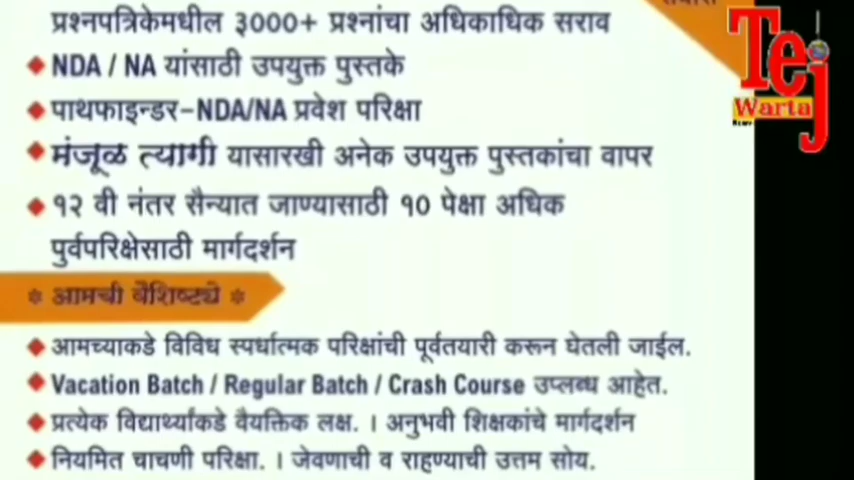 प्रश्नपत्रिकेमधील ३००० + प्रश्नांचा अधिकाधिक सराव
NDA / NA यांसाठी उपयुक्त पुस्तके
पाथफाइन्डर-NDA/NA प्रवेश परिक्षा
मंजूळ त्यागी यासारखी अनेक उपयुक्त पुस्तकांचा वापर
१२ वी नंतर सैन्यात जाण्यासाठी १० पेक्षा अधिक
पुर्वपरिक्षेसाठी मार्गदर्शन
* आमची वैशिष्ट्ये *
आमच्याकडे विविध स्पर्धात्मक परिक्षांची पूर्वतयारी करून घेतली जाईल.
Vacation Batch / Regular Batch / Crash Course उप्लब्ध आहेत.
प्रत्येक विद्यार्थ्यांकडे वैयक्तिक लक्ष. । अनुभवी शिक्षकांचे मार्गदर्शन
नियमित चाचणी परिक्षा. । जेवणाची व राहण्याची उत्तम सोय.
Tej
Warta